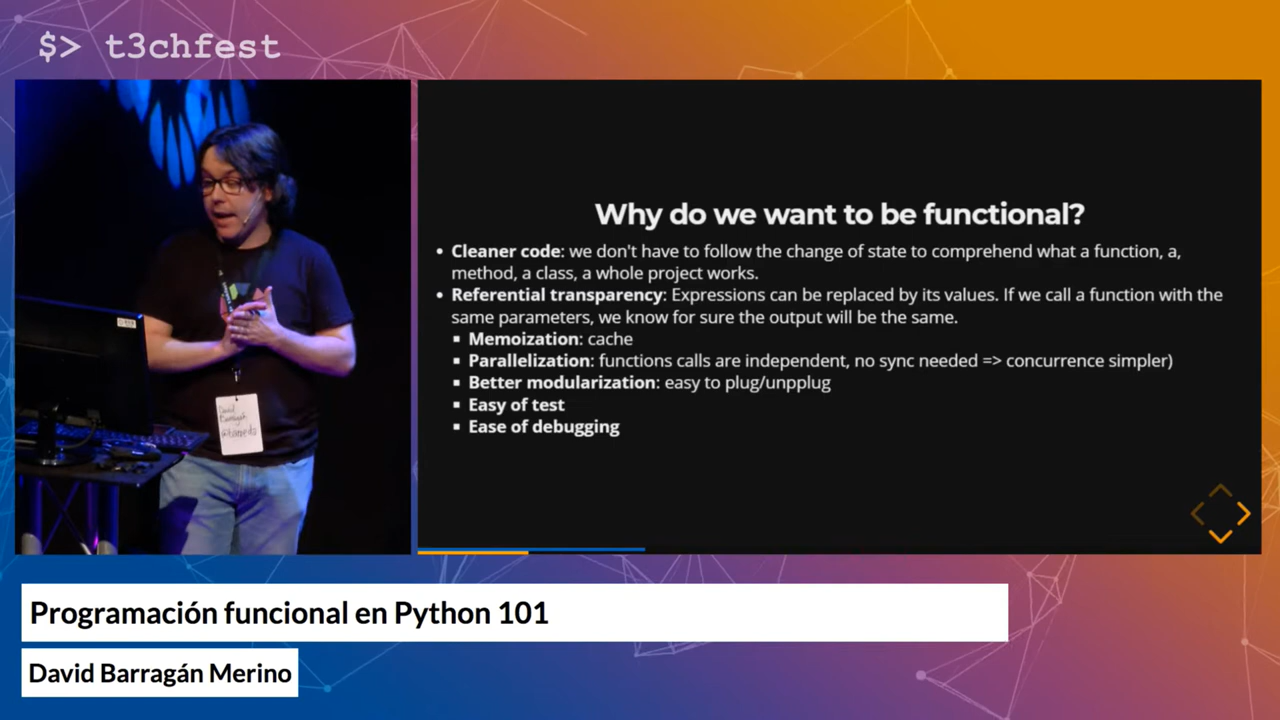 $> t3chfest
Why do we want to be functional?
• Cleaner code: we don't have to follow the change of state to comprehend what a function, a,
method, a class, a whole project works.
• Referential transparency: Expressions can be replaced by its values. If we call a function with the
same parameters, we know for sure the output will be the same.
▪ Memoization: cache
▪ Parallelization: functions calls are independent, no sync needed => concurrence simpler)
▪ Better modularization: easy to plug/unpplug
▪ Easy of test
▪ Ease of debugging
David
Barragán
Programación funcional en Python 101
David Barragán Merino